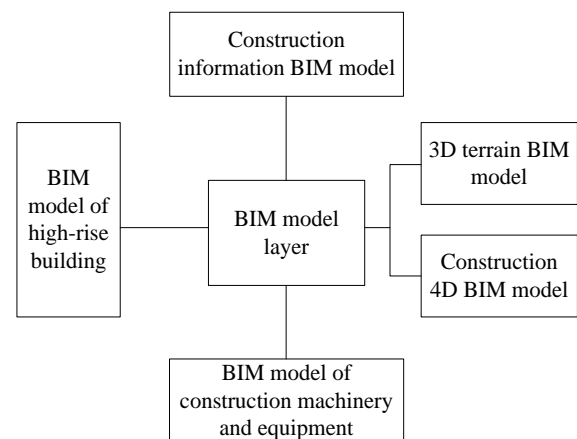 Construction
information BIM model
BIM
model of
high-rise
building
BIM model
layer
3D terrain BIM
model
Construction
4D BIM model
BIM model of
construction machinery
and equipment